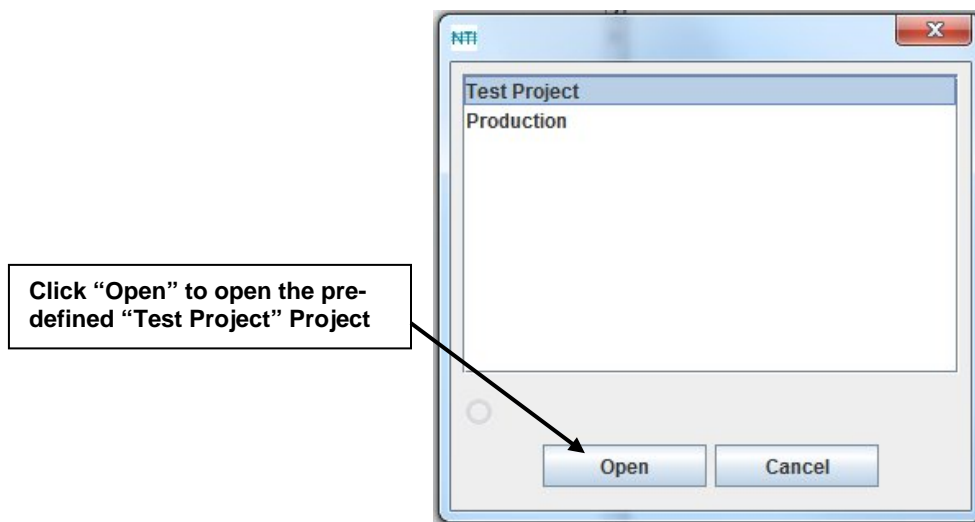 NTI
Test Project
Production
Click “Open” to open the pre-
defined “Test Project” Project
Open
Cancel